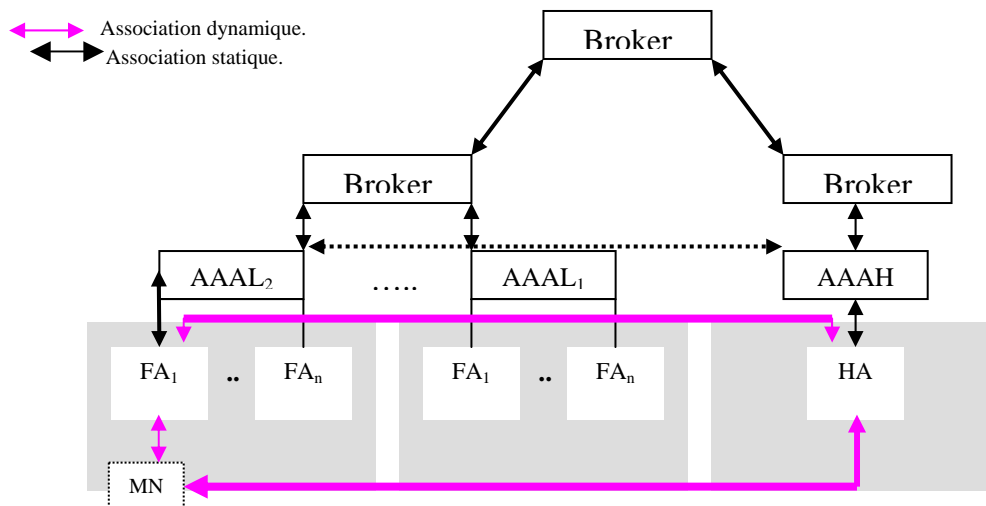 Association dynamique.
Association statique.
Broker
Broker
Broker
AAAL₂
…..
AAAL₁
AAAH
FA₁
..
FAₙ
FA₁
..
FAₙ
HA
MN